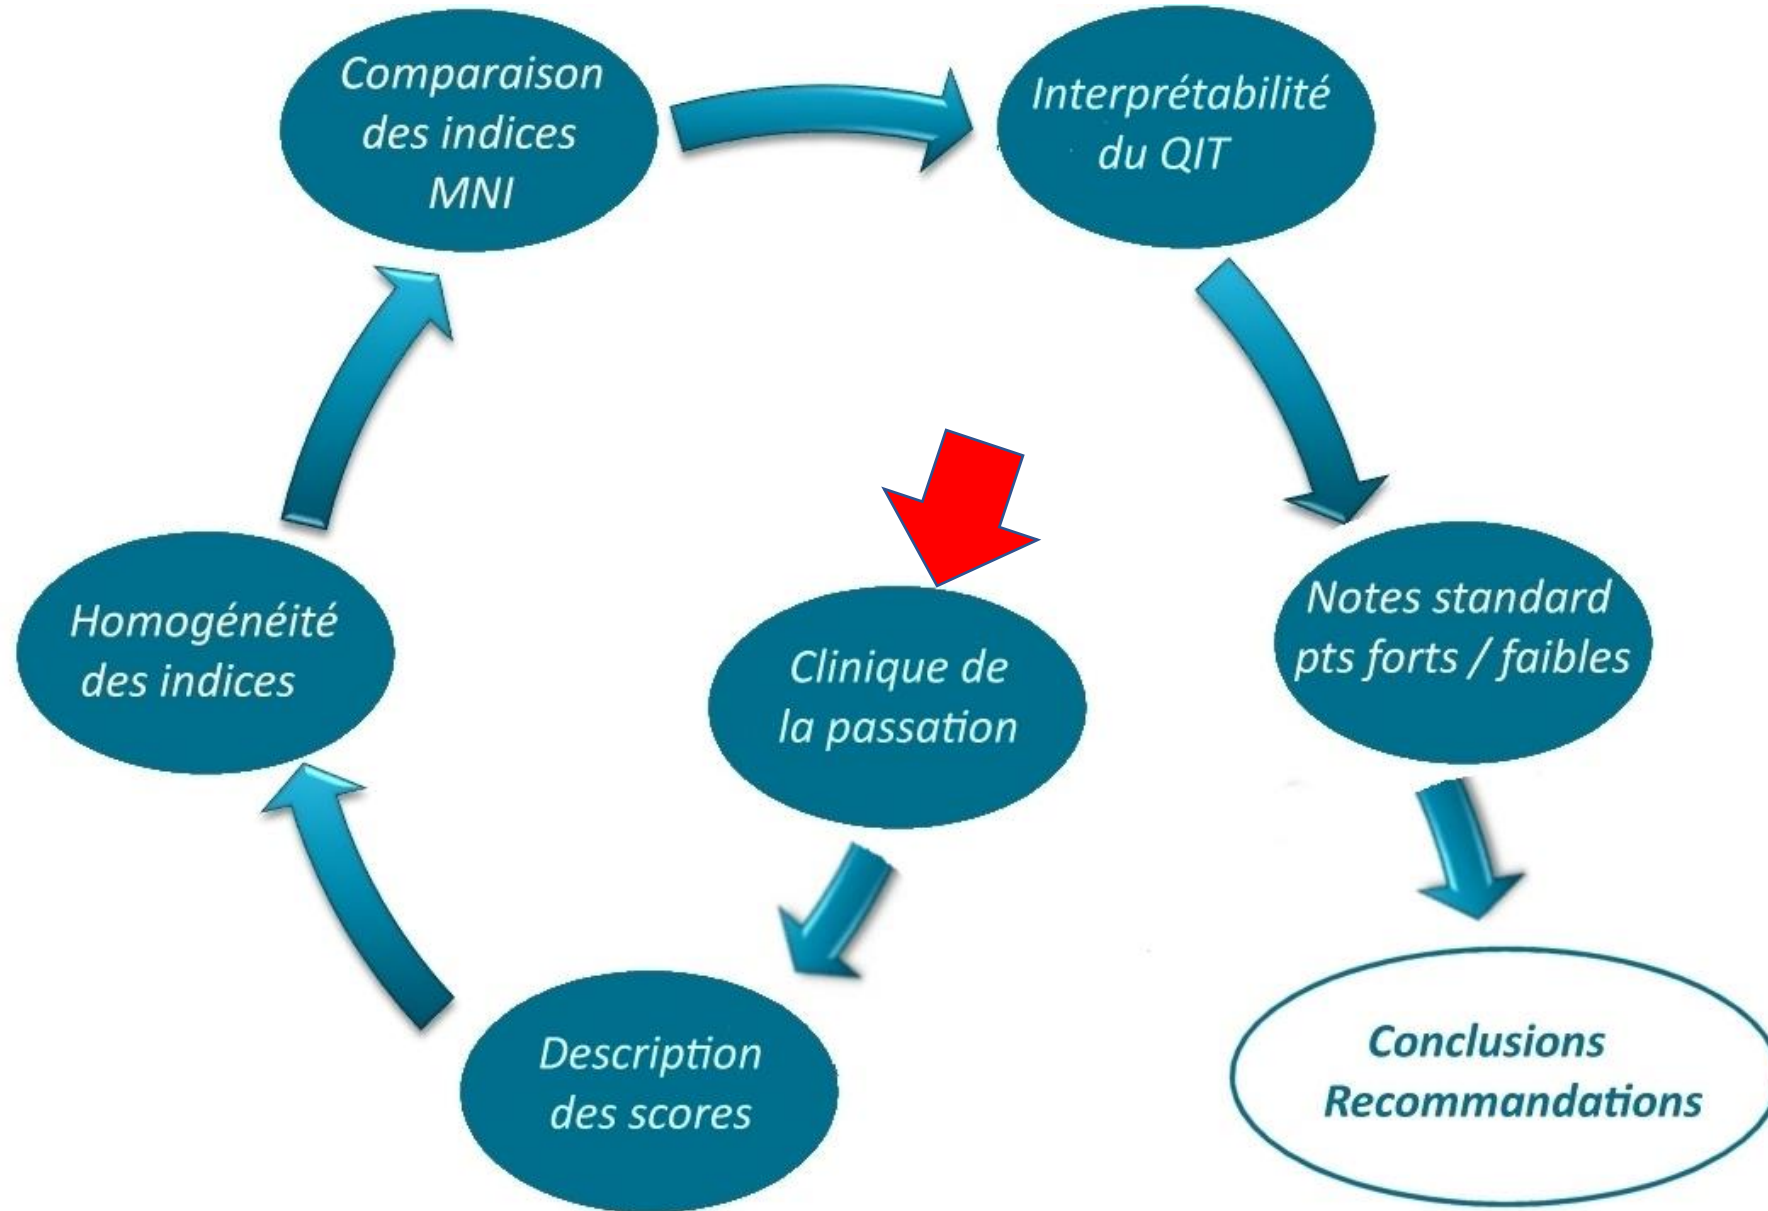 Comparaison
des indices
MNI
Interprétabilité
du QIT
Homogénéité
des indices
Clinique de
la passation
Notes standard
pts forts / faibles
Description
des scores
Conclusions
Recommandations